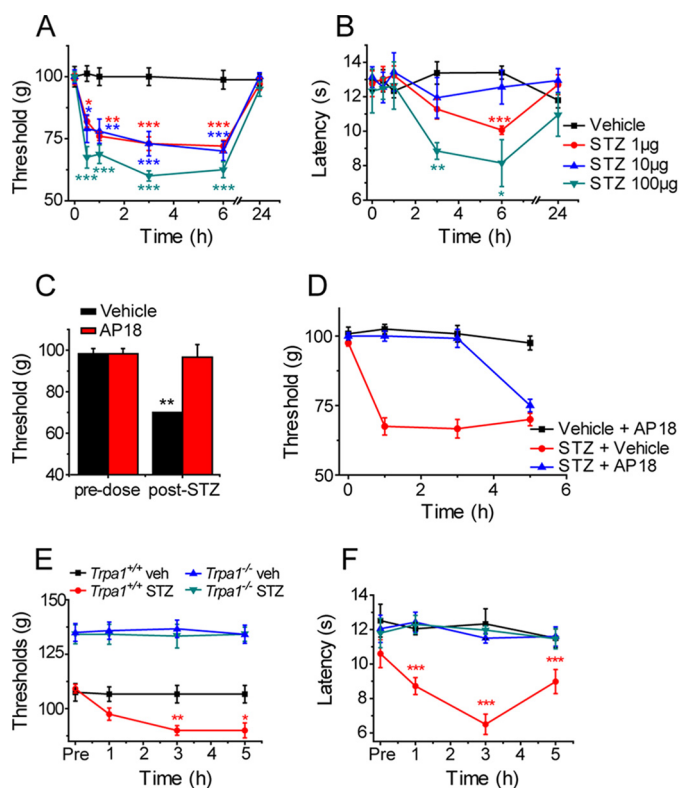 A
Threshold (g)
100
75
50
* *
** **
*** ***
*** ***
*** *** *** ***
0 2 4 6 24
Time (h)
B
Latency (s)
16
14
12
10
8
6
***
** *
0 2 4 6 24
Time (h)
Vehicle
STZ 1µg
STZ 10µg
STZ 100µg
C
Vehicle
AP18
Threshold (g)
100
80
60
40
**
pre-dose post-STZ
D
Threshold (g)
100
75
50
0 2 4 6
Time (h)
Vehicle + AP18
STZ + Vehicle
STZ + AP18
E
Trpa1+/+ veh Trpa1-/- veh
Trpa1+/+ STZ Trpa1-/- STZ
Thresholds (g)
150
125
100
** *
Pre 1 2 3 4 5
Time (h)
F
Latency (s)
14
12
10
8
6
*** *** ***
Pre 1 2 3 4 5
Time (h)